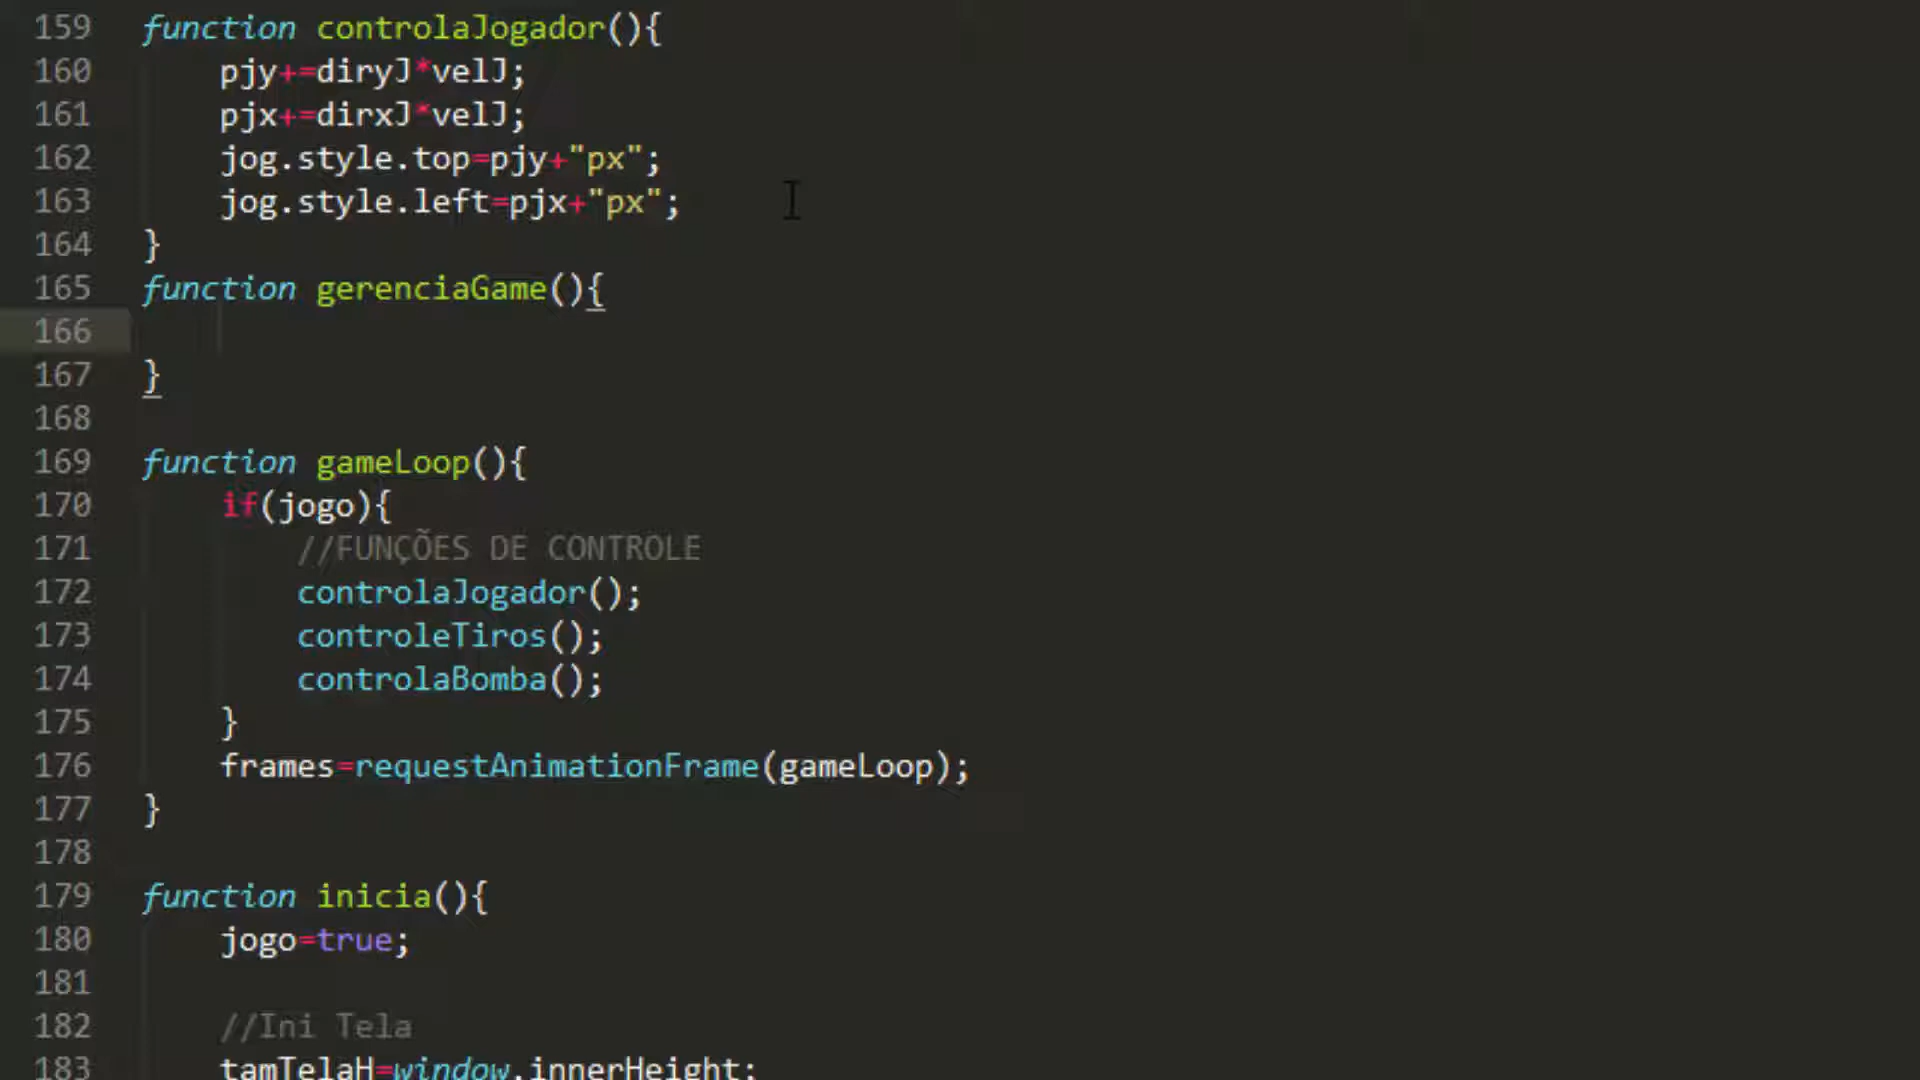 159 function controlaJogador(){
160 pjy+=diryJ*velJ;
161 pjx+=dirxJ*velJ;
162 jog.style.top=pjy+"px";
163 jog.style.left=pjx+"px";
164 }
165 function gerenciaGame(){
166
167 }
168
169 function gameLoop(){
170 if(jogo){
171 //FUNÇÕES DE CONTROLE
172 controlaJogador();
173 controleTiros();
174 controlaBomba();
175 }
176 frames=requestAnimationFrame(gameLoop);
177 }
178
179 function inicia(){
180 jogo=true;
181
182 //Ini Tela
183 tamTelaH=window.innerHeight;